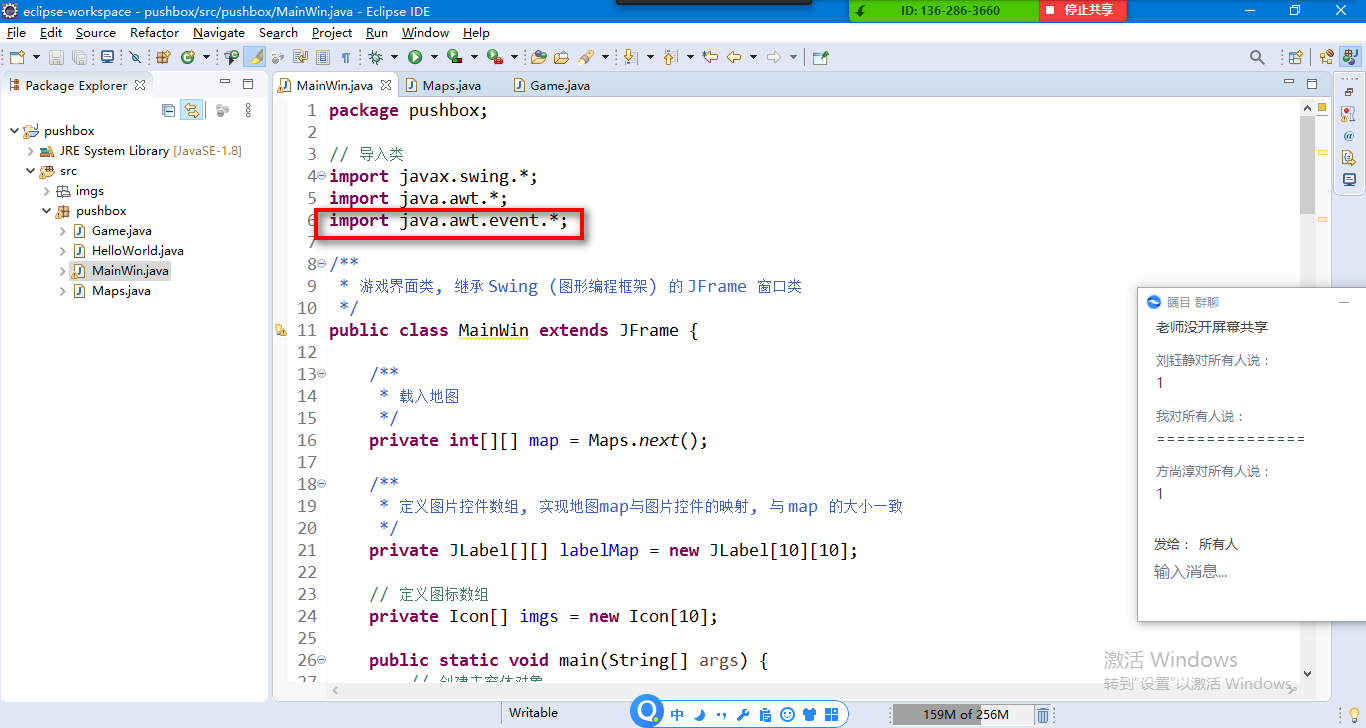 eclipse-workspace - pushbox/src/pushbox/MainWin.java - Eclipse IDE
ID: 136-286-3660
停止共享
File Edit Source Refactor Navigate Search Project Run Window Help
Package Explorer
MainWin.java
Maps.java
Game.java
pushbox
JRE System Library [JavaSE-1.8]
src
imgs
pushbox
Game.java
HelloWorld.java
MainWin.java
Maps.java
1 package pushbox;
2
3 // 导入类
4 import javax.swing.*;
5 import java.awt.*;
6 import java.awt.event.*;
7
8 /**
9 * 游戏界面类, 继承 Swing (图形编程框架) 的 JFrame 窗口类
10 */
11 public class MainWin extends JFrame {
12
13 /**
14 * 载入地图
15 */
16 private int[][] map = Maps.next();
17
18 /**
19 * 定义图片控件数组, 实现地图map与图片控件的映射, 与 map 的大小一致
20 */
21 private JLabel[][] labelMap = new JLabel[10][10];
22
23 // 定义图标数组
24 private Icon[] imgs = new Icon[10];
25
26 public static void main(String[] args) {
27 // 创建主窗体对象
瞩目 群聊
老师没开屏幕共享
刘钰静对所有人说：
1
我对所有人说：
===============
方尚淳对所有人说：
1
发给： 所有人
输入消息...
激活 Windows
转到"设置"以激活 Windows。
Writable
中
159M of 256M